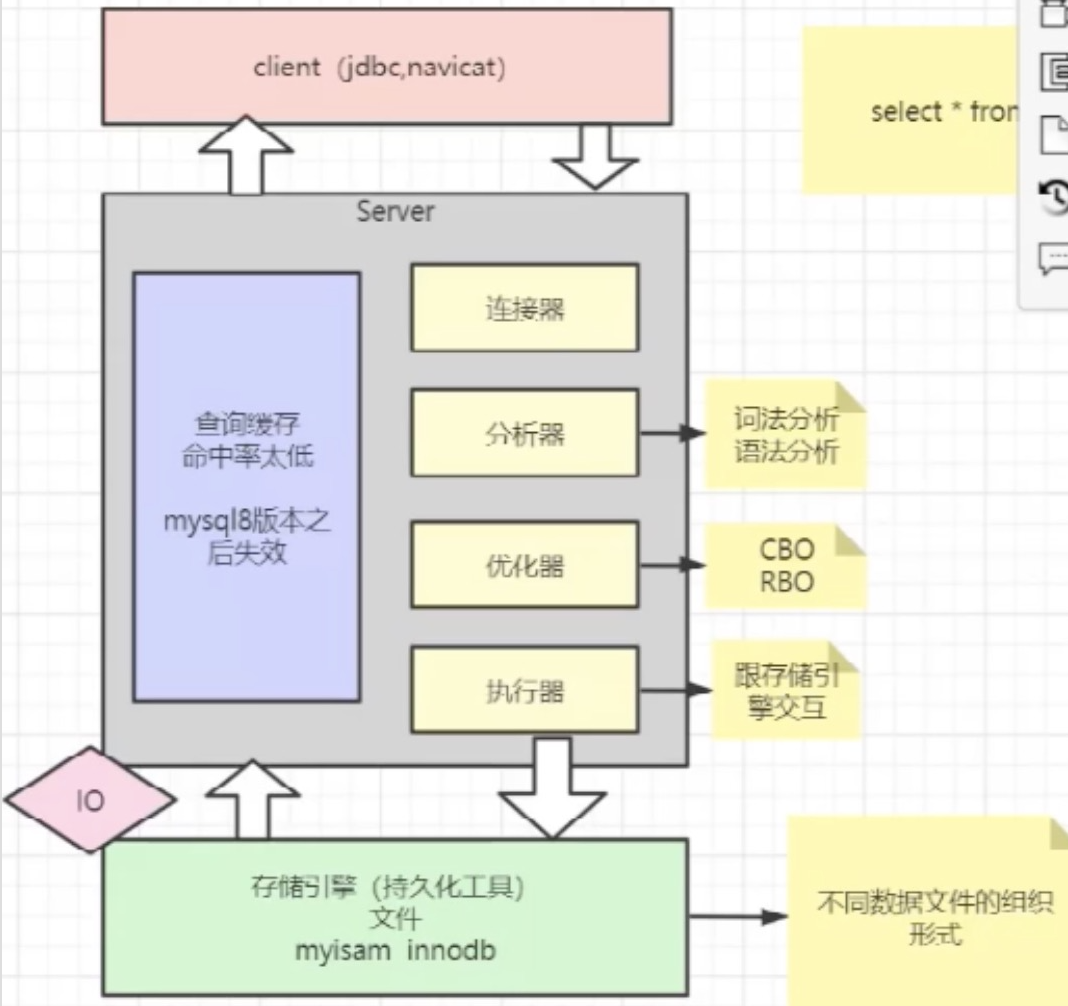 client（jdbc,navicat）
select * fron
Server
连接器
查询缓存
命中率太低
mysql8版本之
后失效
分析器
词法分析
语法分析
优化器
CBO
RBO
执行器
跟存储引
擎交互
IO
存储引擎（持久化工具）
文件
myisam innodb
不同数据文件的组织
形式